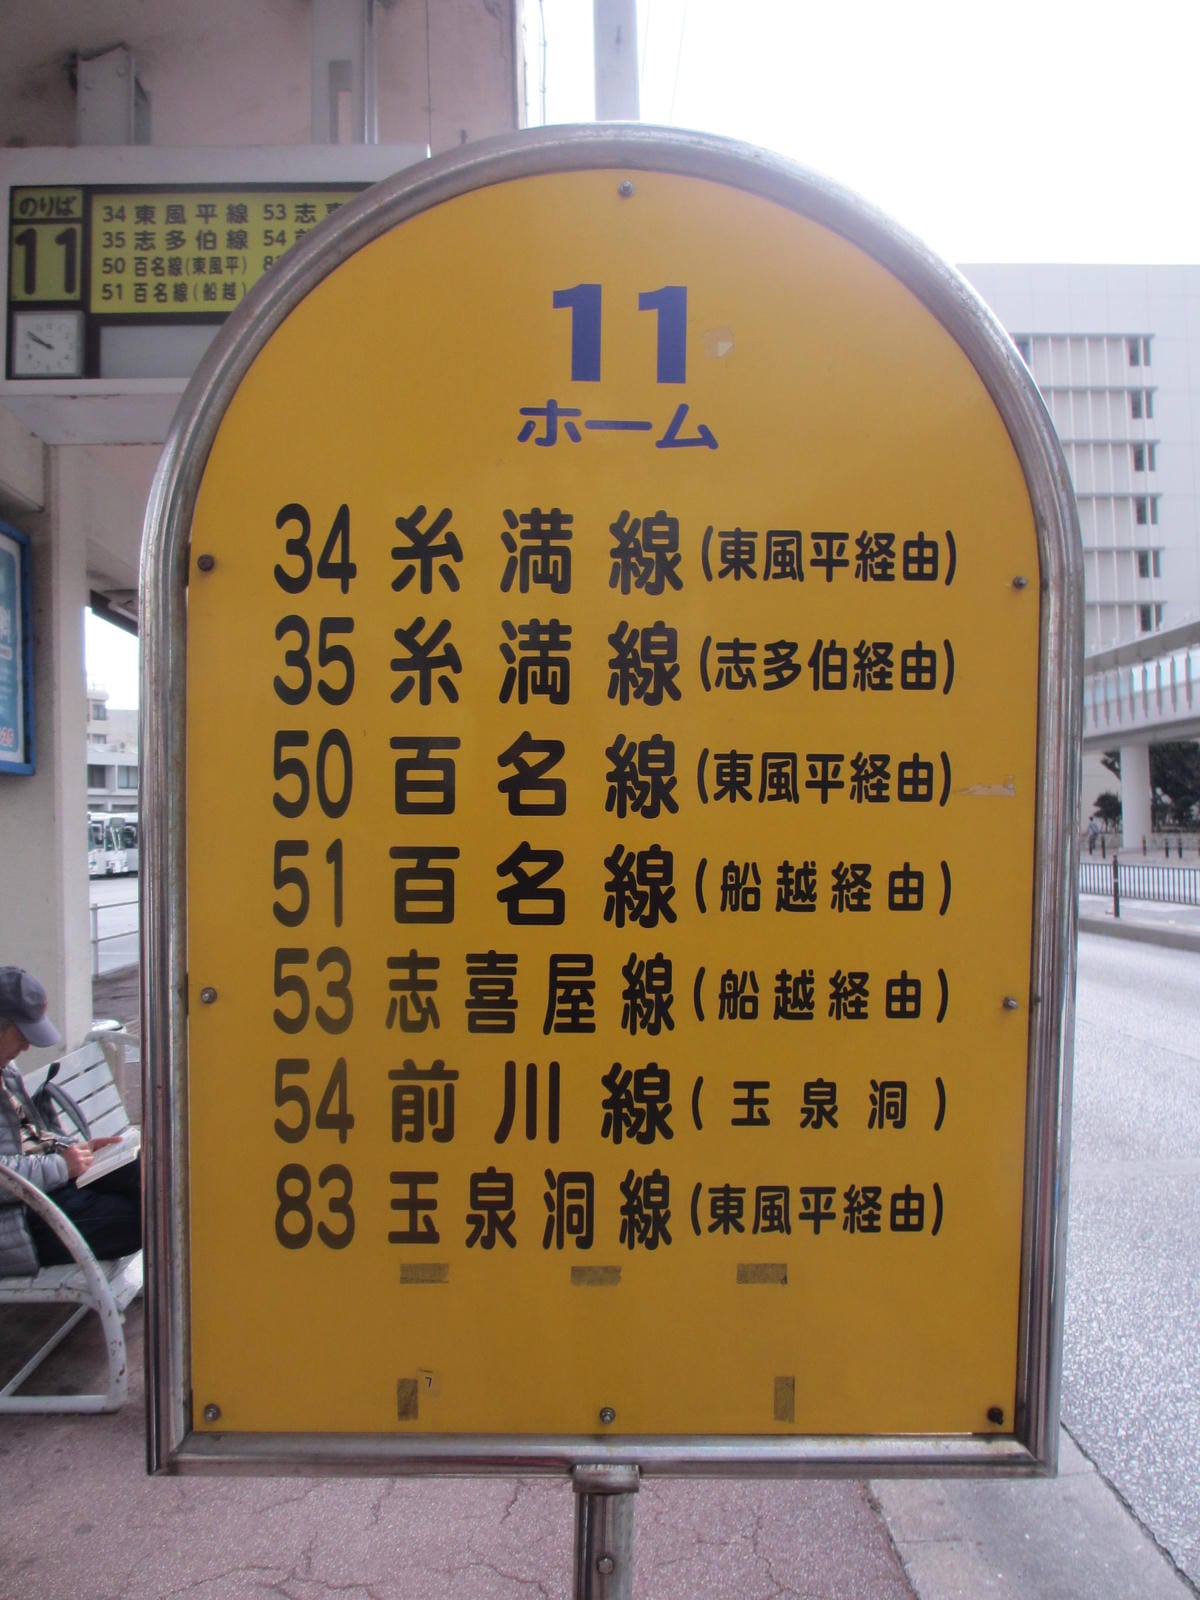 のりば
11
34 東風平線 53 志
35 志多伯線 54
50 百名線(東風平)
51 百名線(船越)
11
ホーム
34 糸満線(東風平経由)
35 糸満線(志多伯経由)
50 百名線(東風平経由)
51 百名線(船越経由)
53 志喜屋線(船越経由)
54 前川線(玉泉洞)
83 玉泉洞線(東風平経由)
7